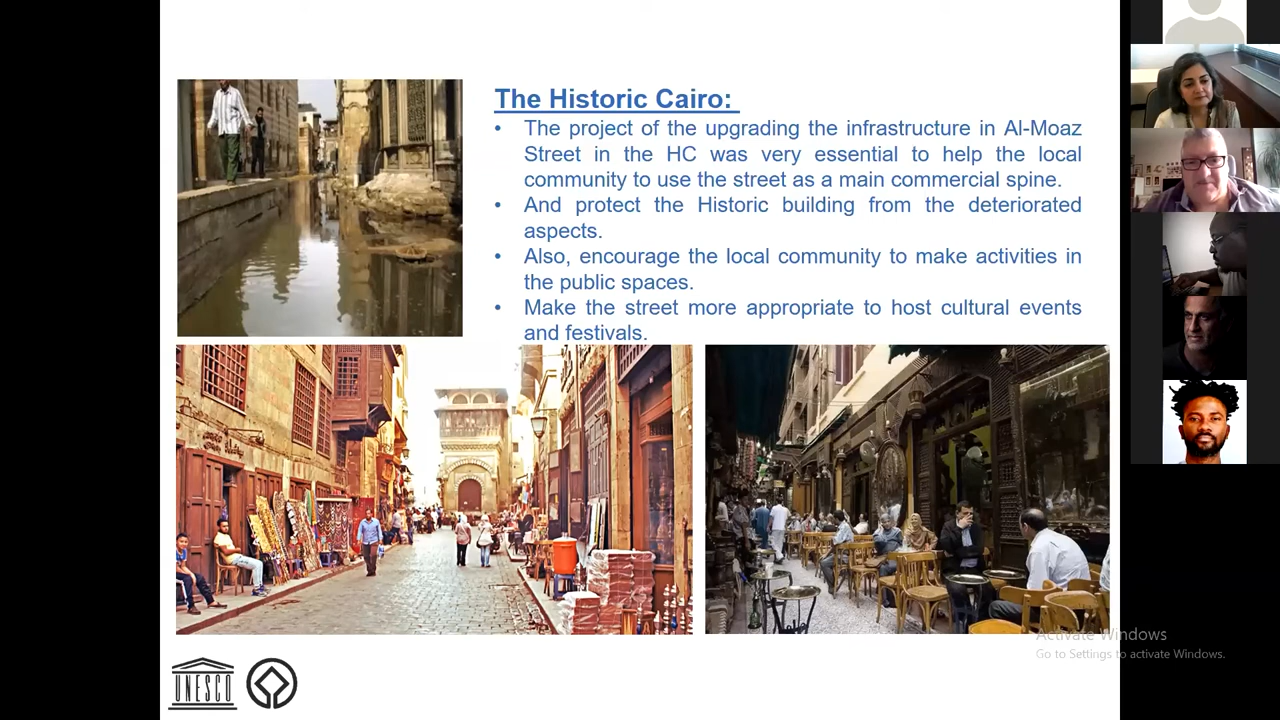 The Historic Cairo:
• The project of the upgrading the infrastructure in Al-Moaz
Street in the HC was very essential to help the local
community to use the street as a main commercial spine.
• And protect the Historic building from the deteriorated
aspects.
• Also, encourage the local community to make activities in
the public spaces.
• Make the street more appropriate to host cultural events
and festivals.
Activate Windows
Go to Settings to activate Windows.
UNESCO